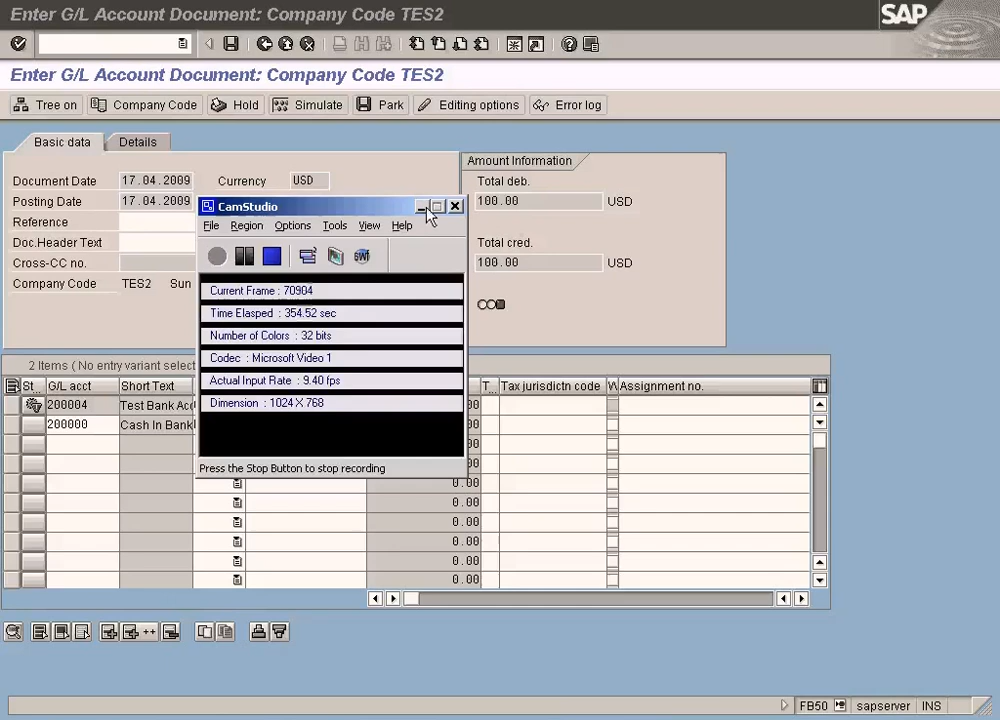 Enter G/L Account Document: Company Code TES2
SAP
Enter G/L Account Document: Company Code TES2
Tree on Company Code Hold Simulate Park Editing options Error log
Basic data Details
Amount Information
Document Date 17.04.2009 Currency USD
Total deb.
Posting Date 17.04.2009
100.00 USD
Reference
Doc.Header Text
Total cred.
Cross-CC no.
100.00 USD
Company Code TES2 Sun
CamStudio
File Region Options Tools View Help
SWF
Current Frame : 70904
Time Elasped : 354.52 sec
Number of Colors : 32 bits
Codec : Microsoft Video 1
Actual Input Rate : 9.40 fps
Dimension : 1024 X 768
Press the Stop Button to stop recording
2 Items ( No entry variant select
St... G/L acct Short Text T... Tax jurisdictn code W Assignment no.
200004 Test Bank Acc 00
200000 Cash In Bank 00
00
00
0.00
0.00
0.00
0.00
0.00
0.00
FB50 sapserver INS